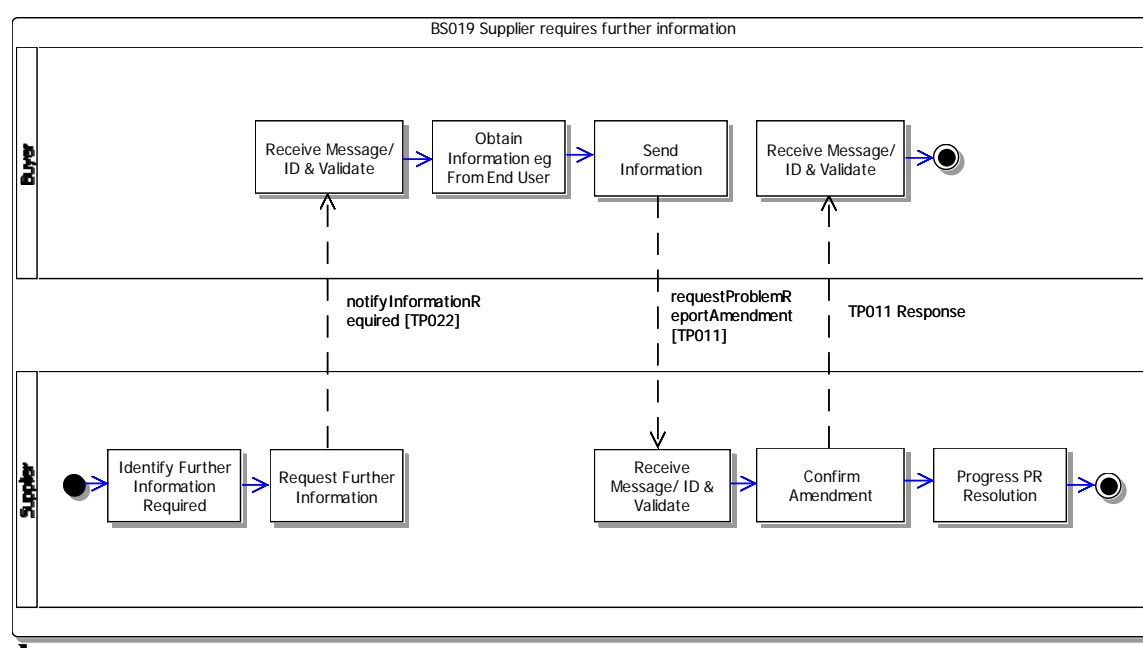 BS019 Supplier requires further information
Buyer
Receive Message/
ID & Validate
Obtain
Information eg
From End User
Send
Information
Receive Message/
ID & Validate
notifyInformationR
equired [TP022]
requestProblemR
eportAmendment
[TP011]
TP011 Response
Supplier
Identify Further
Information
Required
Request Further
Information
Receive
Message/ ID &
Validate
Confirm
Amendment
Progress PR
Resolution